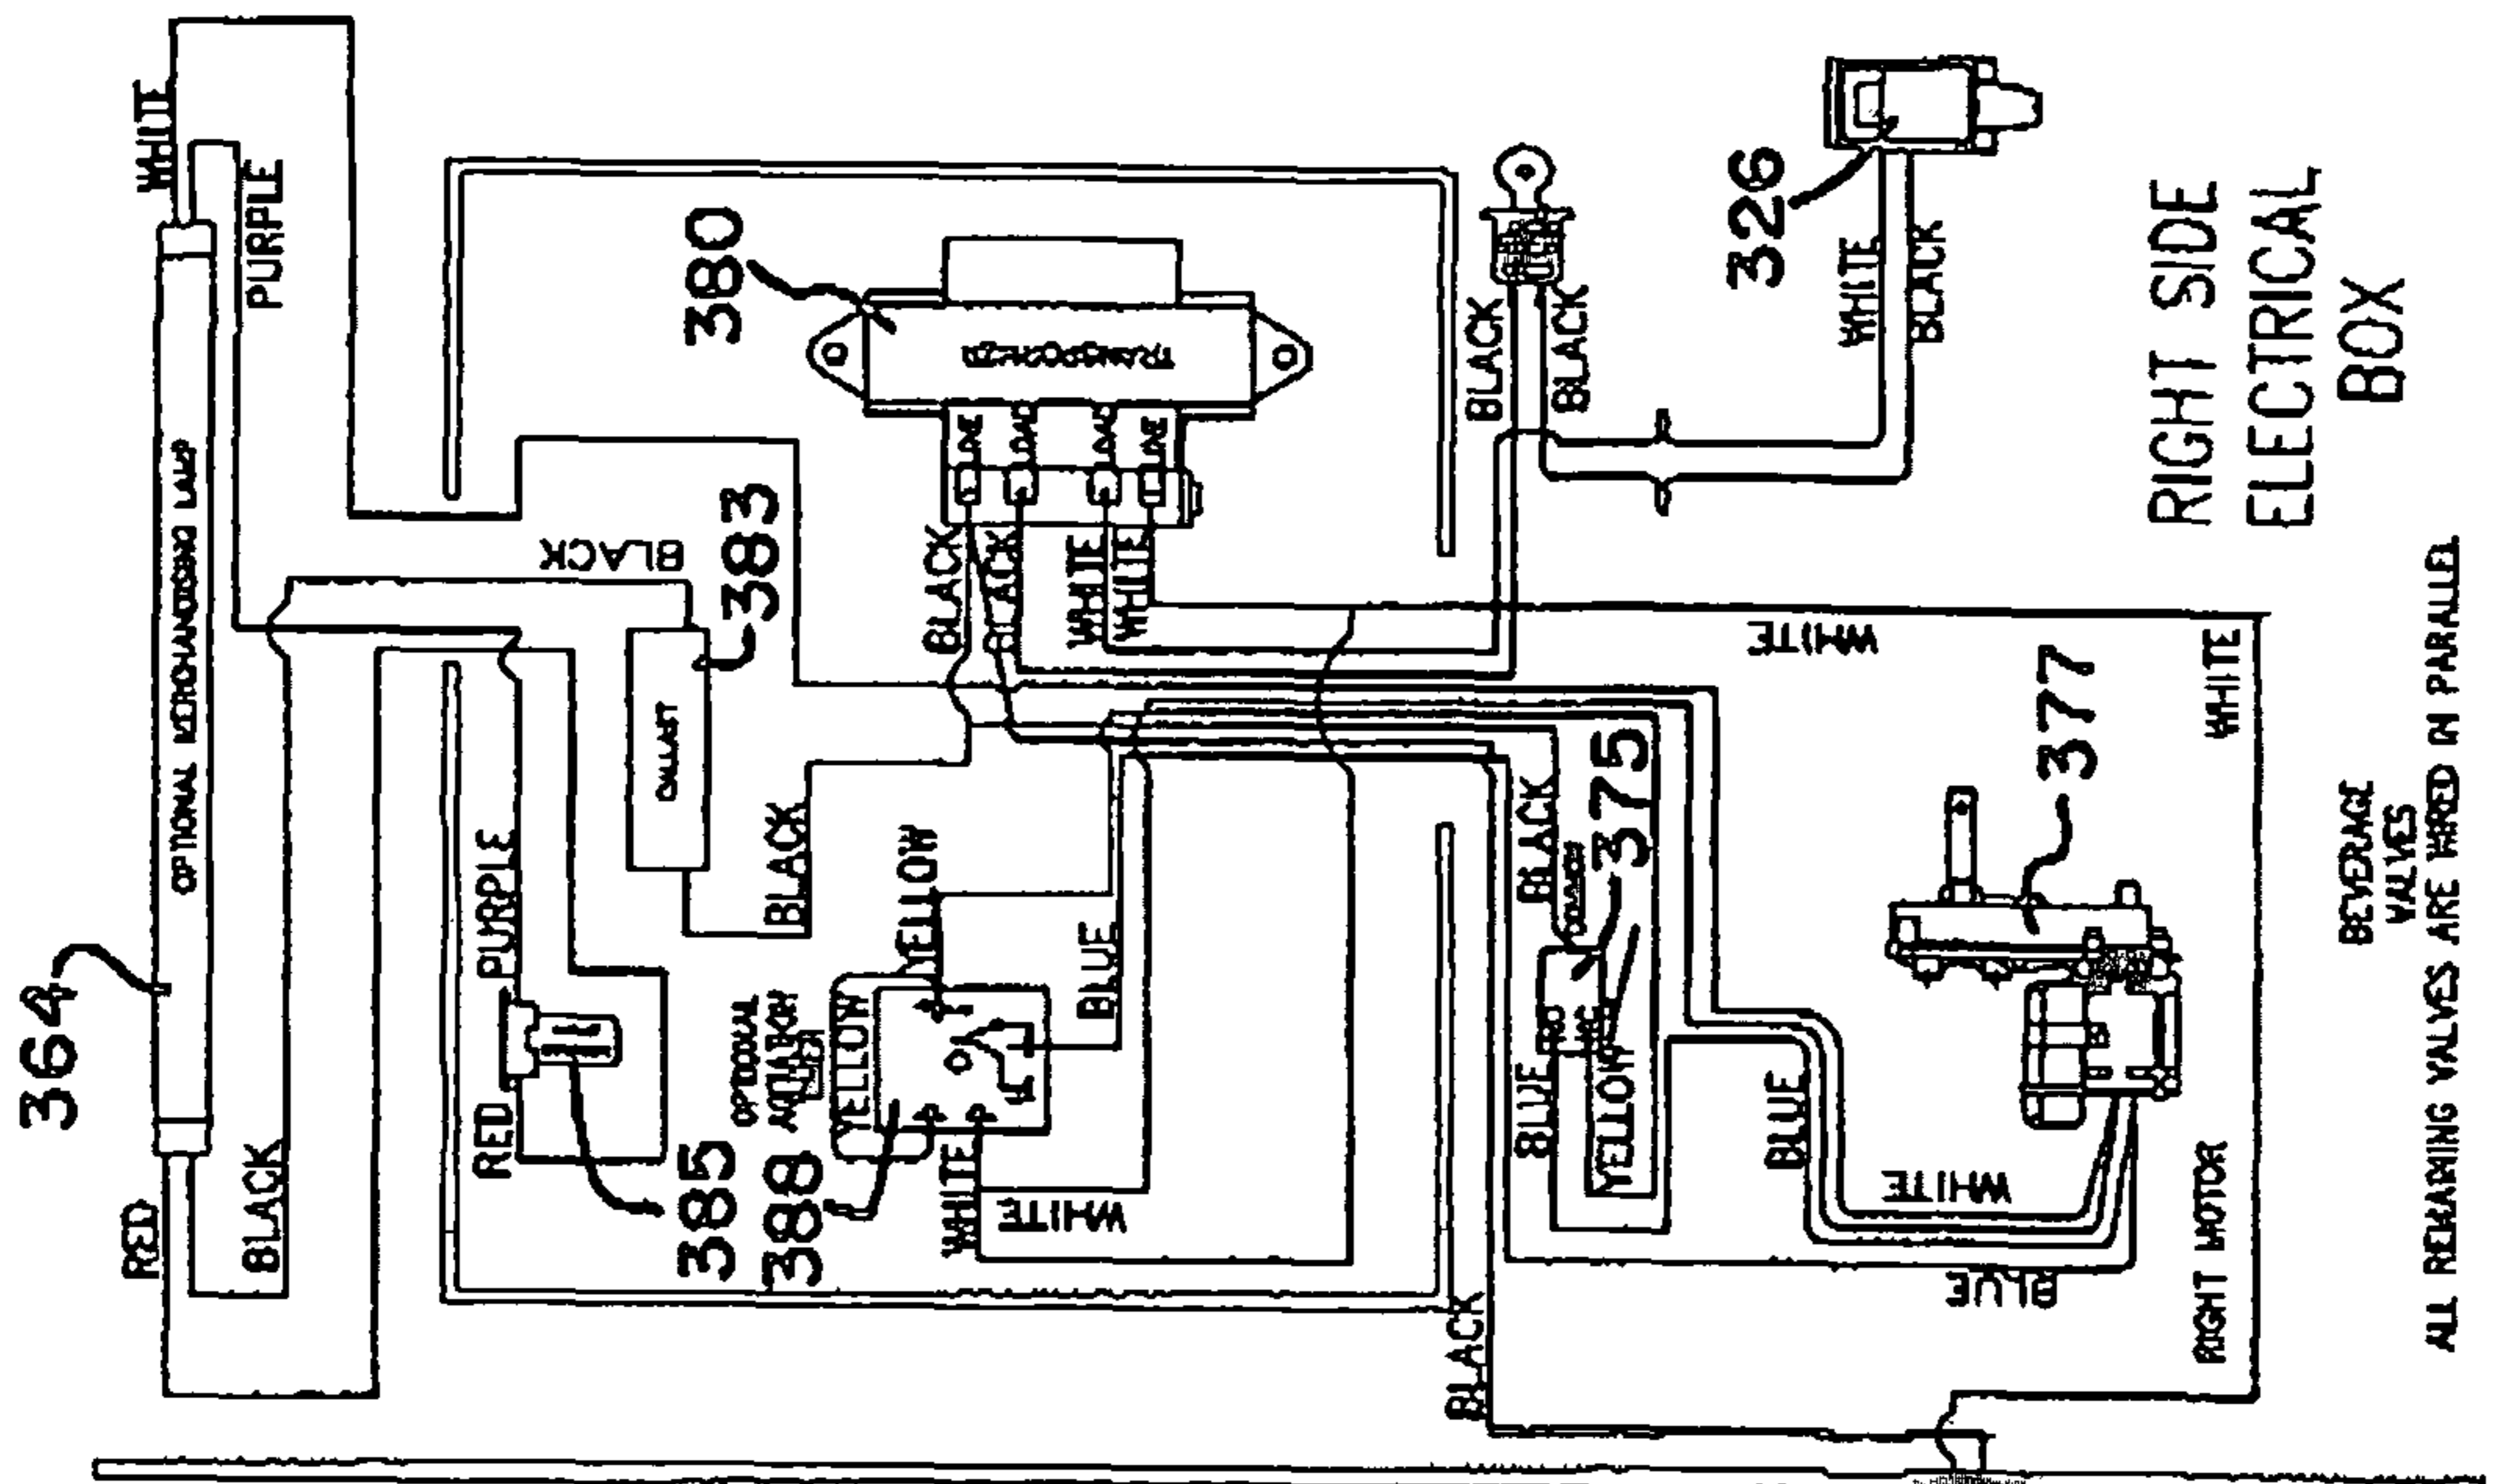 364
RED
BLACK
OPTIONAL MERCHANDISER LAMP
WHITE
PURPLE
RED
PURPLE
385
BLACK
383
BALLAST
BLACK
388
OPTIONAL
YELLOW
YELLOW
WHITE
WHITE
BLUE
380
TRANSFORMER
LINE
LOAD
LOAD
LINE
BLACK
BLACK
WHITE
WHITE
BLACK
BLACK
BLACK
BLACK
BLUE
YELLOW
NO
NC
375
326
WHITE
BLACK
WHITE
WHITE
377
BLUE
WHITE
BLUE
RIGHT MOTOR
RIGHT SIDE
ELECTRICAL
BOX
BEVERAGE
VALVES
ALL REMAINING VALVES ARE WIRED IN PARALLEL